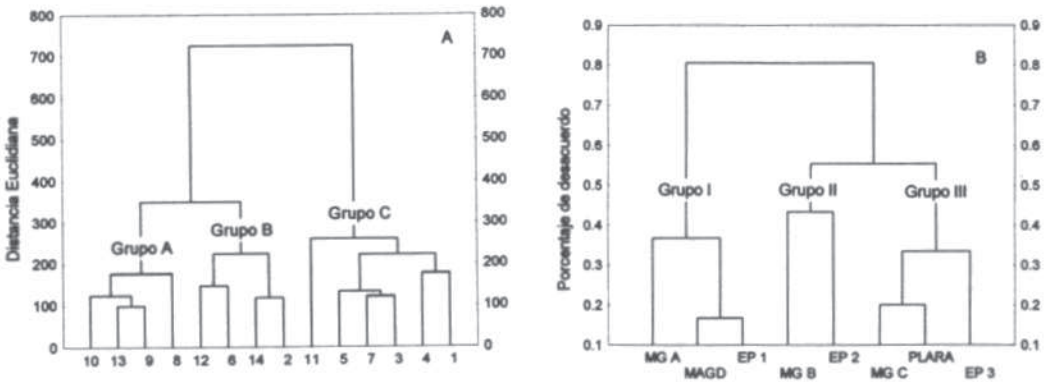 800
700
600
500
400
300
200
100
0
Distancia Euclidiana
800
700
600
500
400
300
200
100
0
A
Grupo A
Grupo B
Grupo C
10 13 9 8 12 6 14 2 11 5 7 3 4 1
0.9
0.8
0.7
0.6
0.5
0.4
0.3
0.2
0.1
Porcentaje de desacuerdo
0.9
0.8
0.7
0.6
0.5
0.4
0.3
0.2
0.1
B
Grupo I
Grupo II
Grupo III
MG A EP 1 EP 2 PLARA
MAGD MG B MG C EP 3